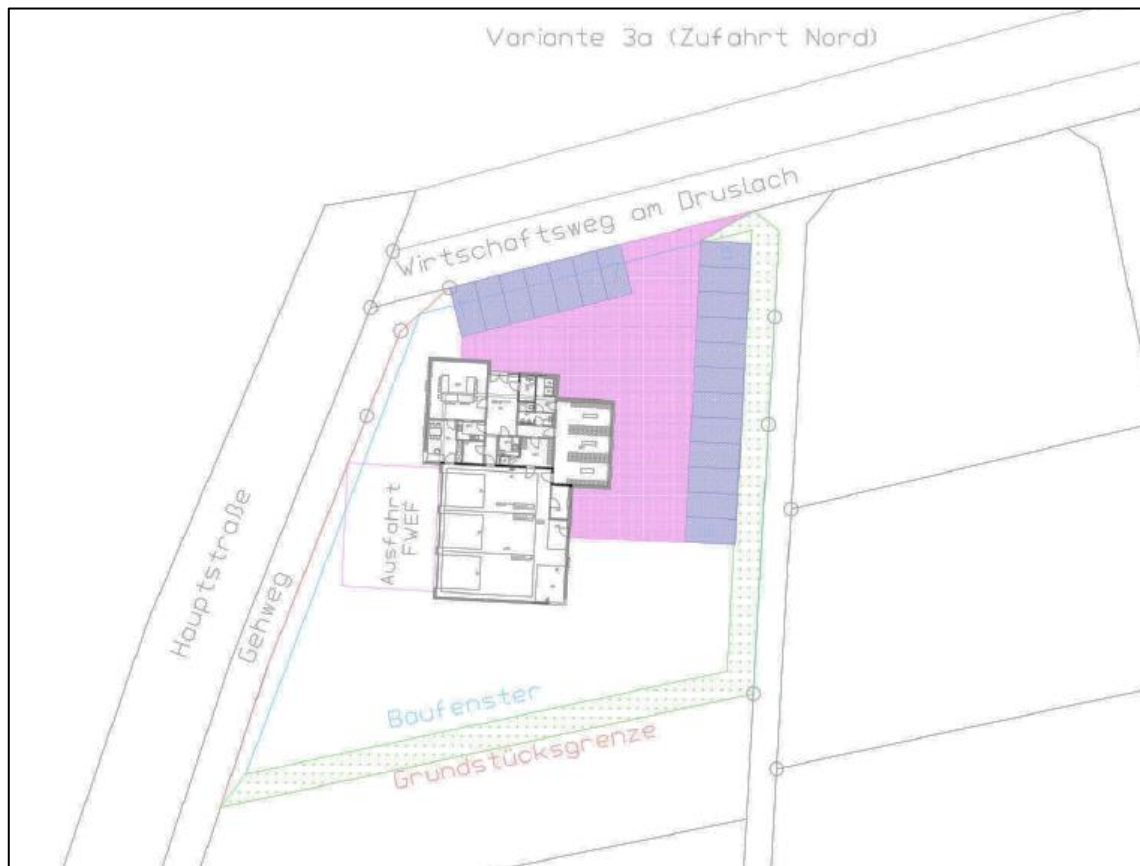 Variante 3a (Zufahrt Nord)
Wirtschaftsweg am Druslach
Hauptstraße
Gehweg
Ausfahrt
FWEF
Baufenster
Grundstücksgrenze